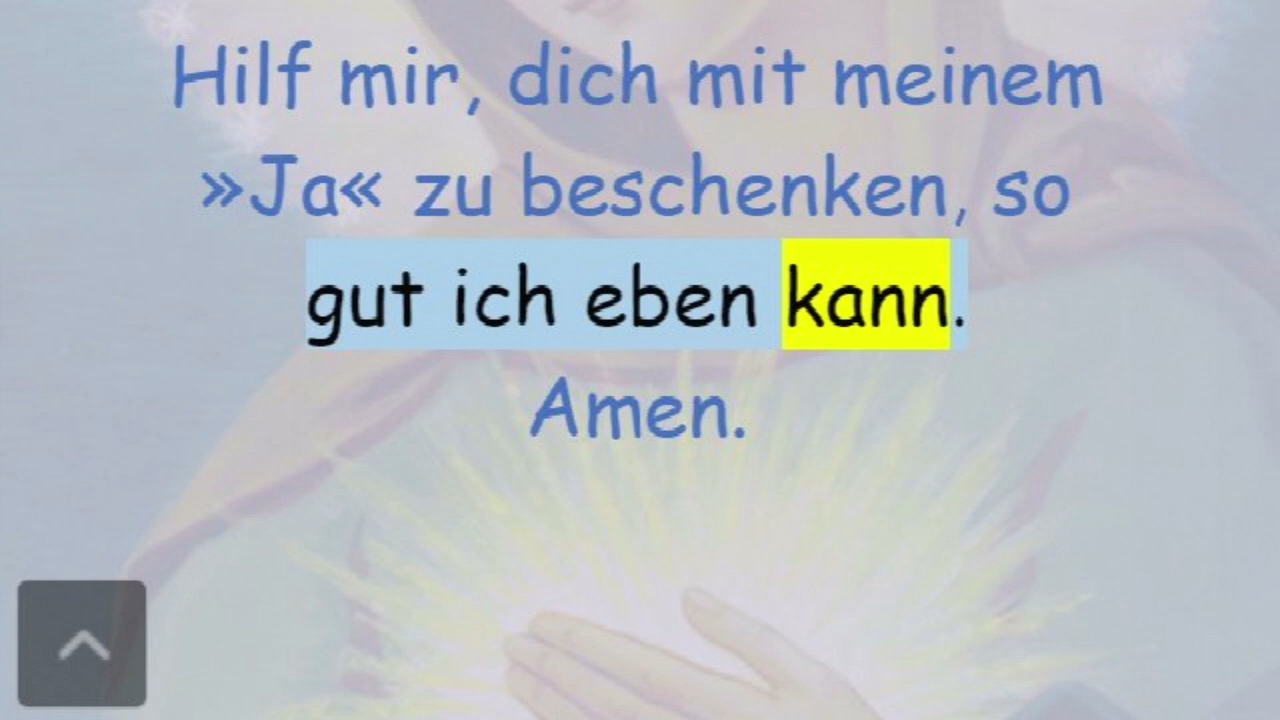 Hilf mir, dich mit meinem
»Ja« zu beschenken, so
gut ich eben kann.
Amen.